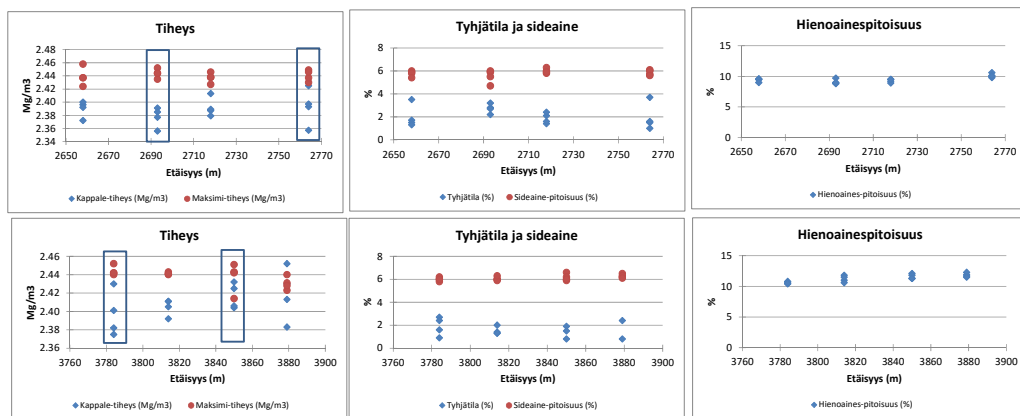 Tiheys
Mg/m3
2.48
2.46
2.44
2.42
2.40
2.38
2.36
2.34
2650 2670 2690 2710 2730 2750 2770
Etäisyys (m)
Kappale-tiheys (Mg/m3) Maksimi-tiheys (Mg/m3)
Tyhjätila ja sideaine
%
8
6
4
2
0
2650 2670 2690 2710 2730 2750 2770
Etäisyys (m)
Tyhjätila (%) Sideaine-pitoisuus (%)
Hienoainespitoisuus
%
15
10
5
0
2650 2670 2690 2710 2730 2750 2770
Etäisyys (m)
Hienoaines-pitoisuus (%)
Tiheys
Mg/m3
2.46
2.44
2.42
2.40
2.38
2.36
3760 3780 3800 3820 3840 3860 3880 3900
Etäisyys (m)
Kappale-tiheys (Mg/m3) Maksimi-tiheys (Mg/m3)
Tyhjätila ja sideaine
%
8
6
4
2
0
3760 3780 3800 3820 3840 3860 3880 3900
Etäisyys (m)
Tyhjätila (%) Sideaine-pitoisuus (%)
Hienoainespitoisuus
%
15
10
5
0
3760 3780 3800 3820 3840 3860 3880 3900
Etäisyys (m)
Hienoaines-pitoisuus (%)